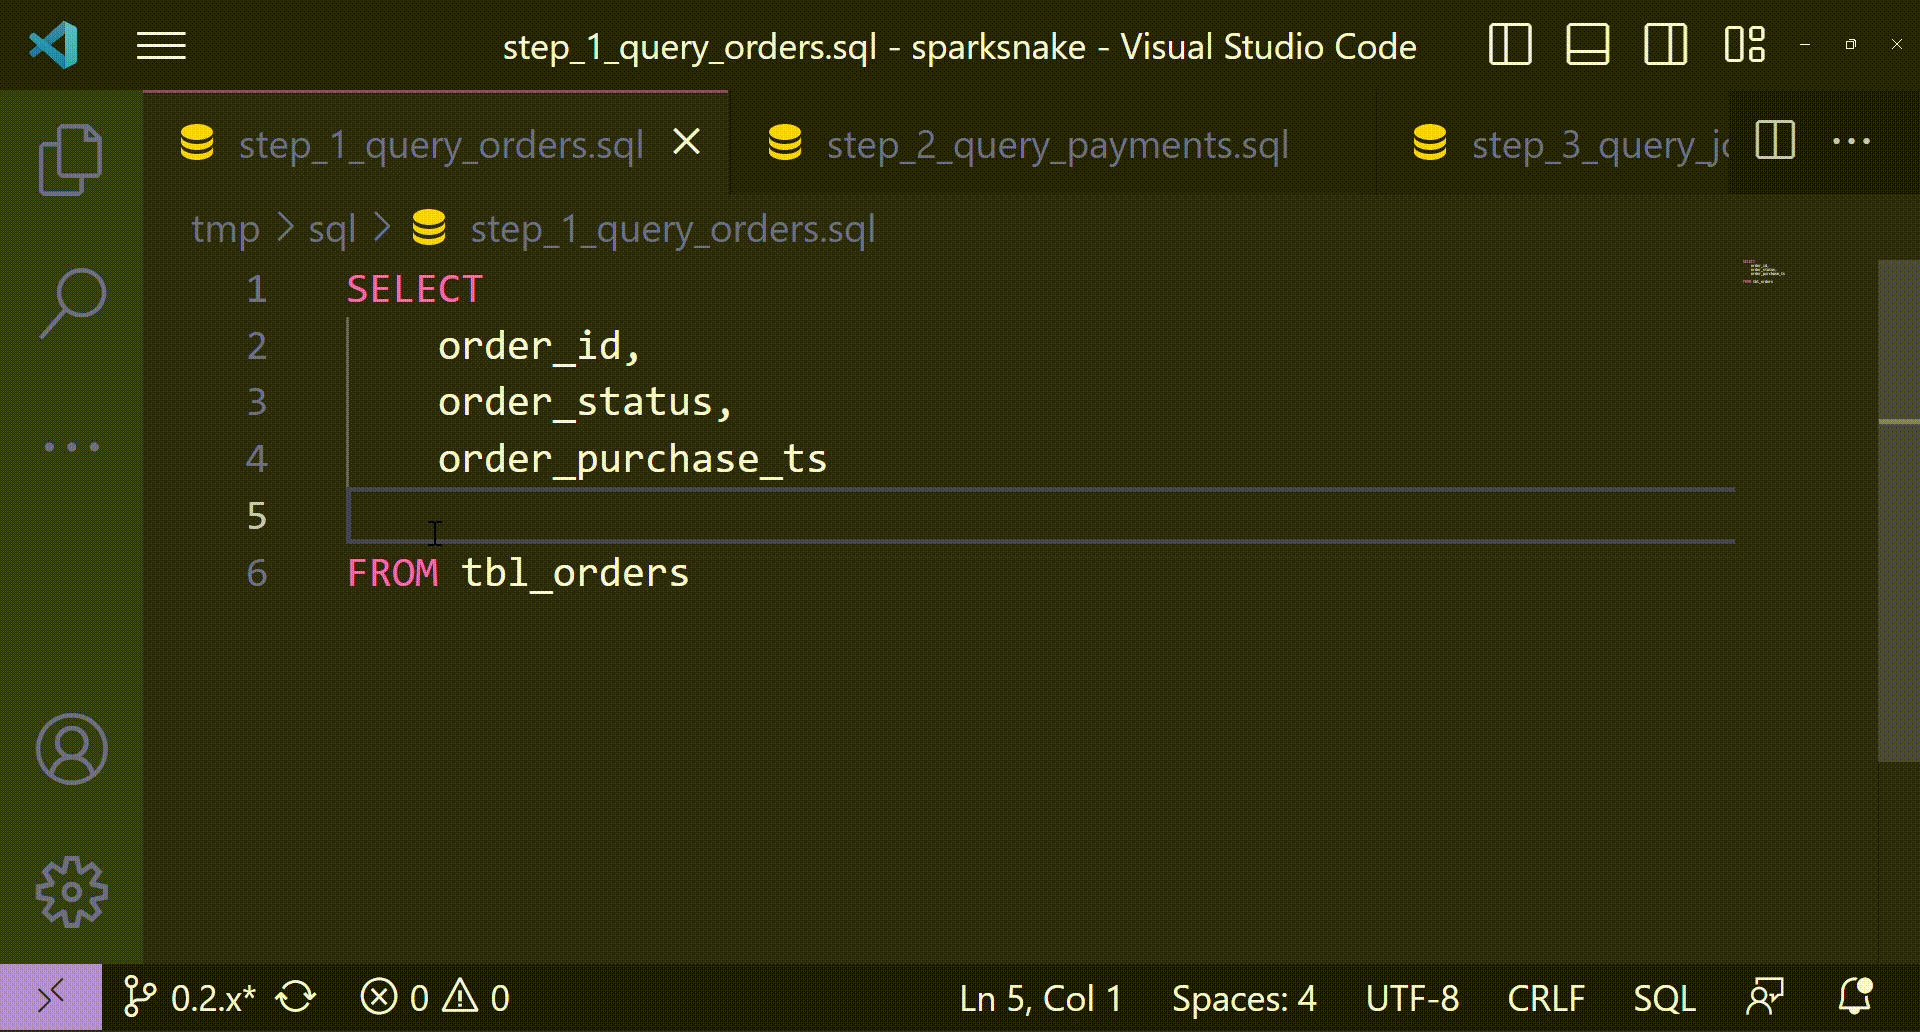 step_1_query_orders.sql - sparksnake - Visual Studio Code
step_1_query_orders.sql
step_2_query_payments.sql
step_3_query_jo
tmp > sql > step_1_query_orders.sql
1 SELECT
2     order_id,
3     order_status,
4     order_purchase_ts
5
6 FROM tbl_orders
0.2.x* 0 0 Ln 5, Col 1 Spaces: 4 UTF-8 CRLF SQL